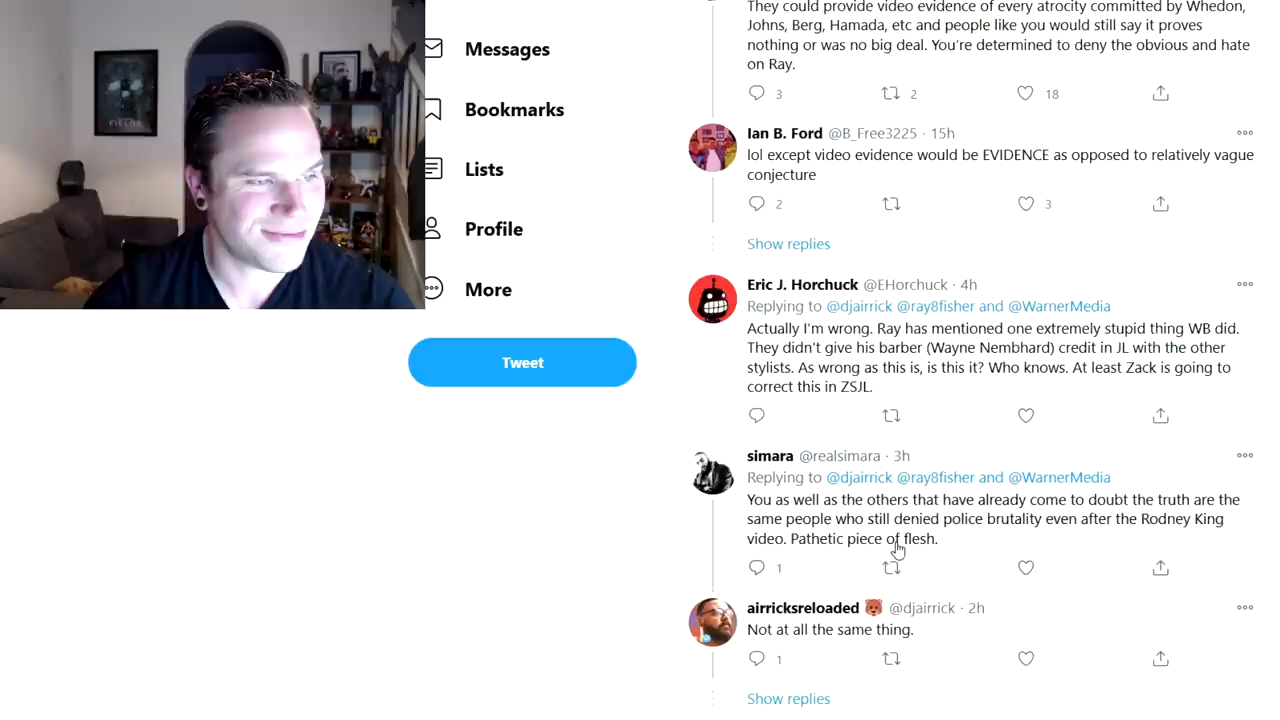 Messages
Bookmarks
Lists
Profile
More
Tweet
They could provide video evidence of every atrocity committed by Whedon,
Johns, Berg, Hamada, etc and people like you would still say it proves
nothing or was no big deal. You're determined to deny the obvious and hate
on Ray.
3 2 18
Ian B. Ford @B_Free3225 · 15h
lol except video evidence would be EVIDENCE as opposed to relatively vague
conjecture
2 3
Show replies
Eric J. Horchuck @EHorchuck · 4h
Replying to @djairrick @ray8fisher and @WarnerMedia
Actually I'm wrong. Ray has mentioned one extremely stupid thing WB did.
They didn't give his barber (Wayne Nembhard) credit in JL with the other
stylists. As wrong as this is, is this it? Who knows. At least Zack is going to
correct this in ZSJL.
simara @realsimara · 3h
Replying to @djairrick @ray8fisher and @WarnerMedia
You as well as the others that have already come to doubt the truth are the
same people who still denied police brutality even after the Rodney King
video. Pathetic piece of flesh.
1
airricksreloaded 🐻 @djairrick · 2h
Not at all the same thing.
1
Show replies